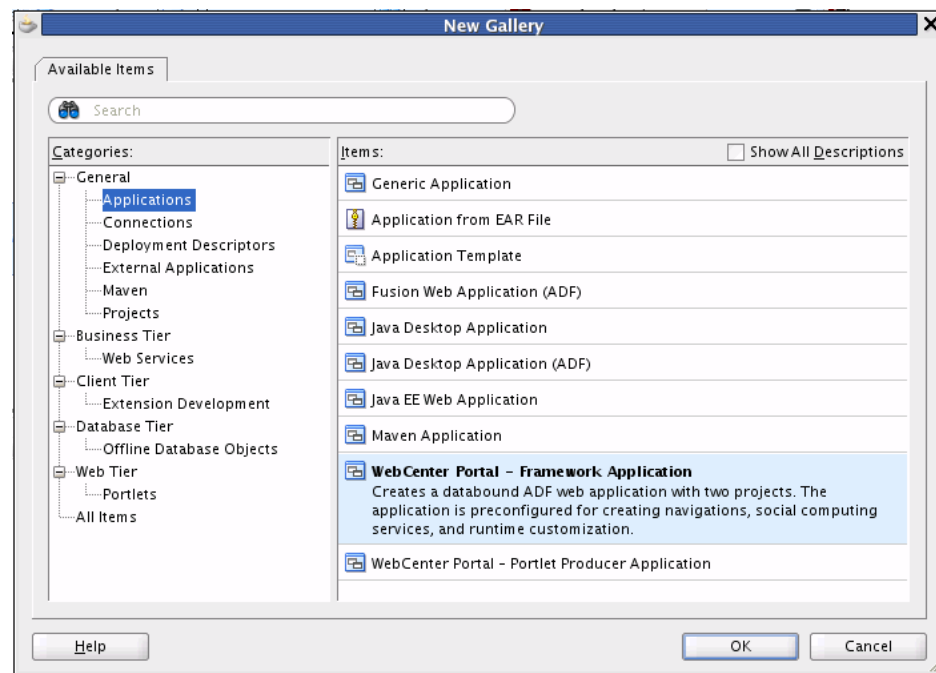 New Gallery
Available Items
Search
Categories:
General
Applications
Connections
Deployment Descriptors
External Applications
Maven
Projects
Business Tier
Web Services
Client Tier
Extension Development
Database Tier
Offline Database Objects
Web Tier
Portlets
All Items
Items:
Show All Descriptions
Generic Application
Application from EAR File
Application Template
Fusion Web Application (ADF)
Java Desktop Application
Java Desktop Application (ADF)
Java EE Web Application
Maven Application
WebCenter Portal - Framework Application
Creates a databound ADF web application with two projects. The
application is preconfigured for creating navigations, social computing
services, and runtime customization.
WebCenter Portal - Portlet Producer Application
Help
OK
Cancel